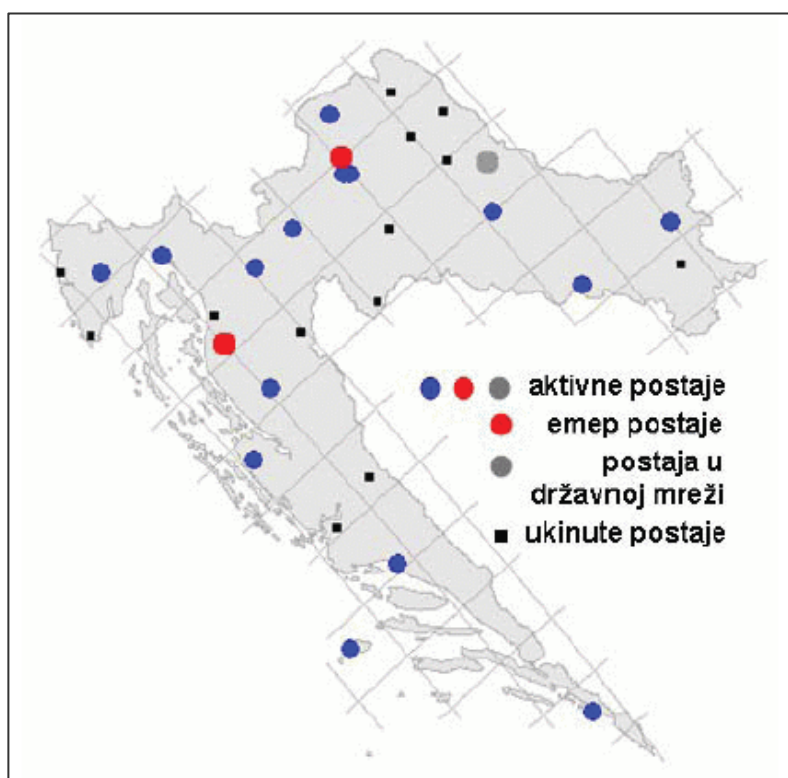 aktivne postaje
emep postaje
postaja u
državnoj mreži
ukinute postaje